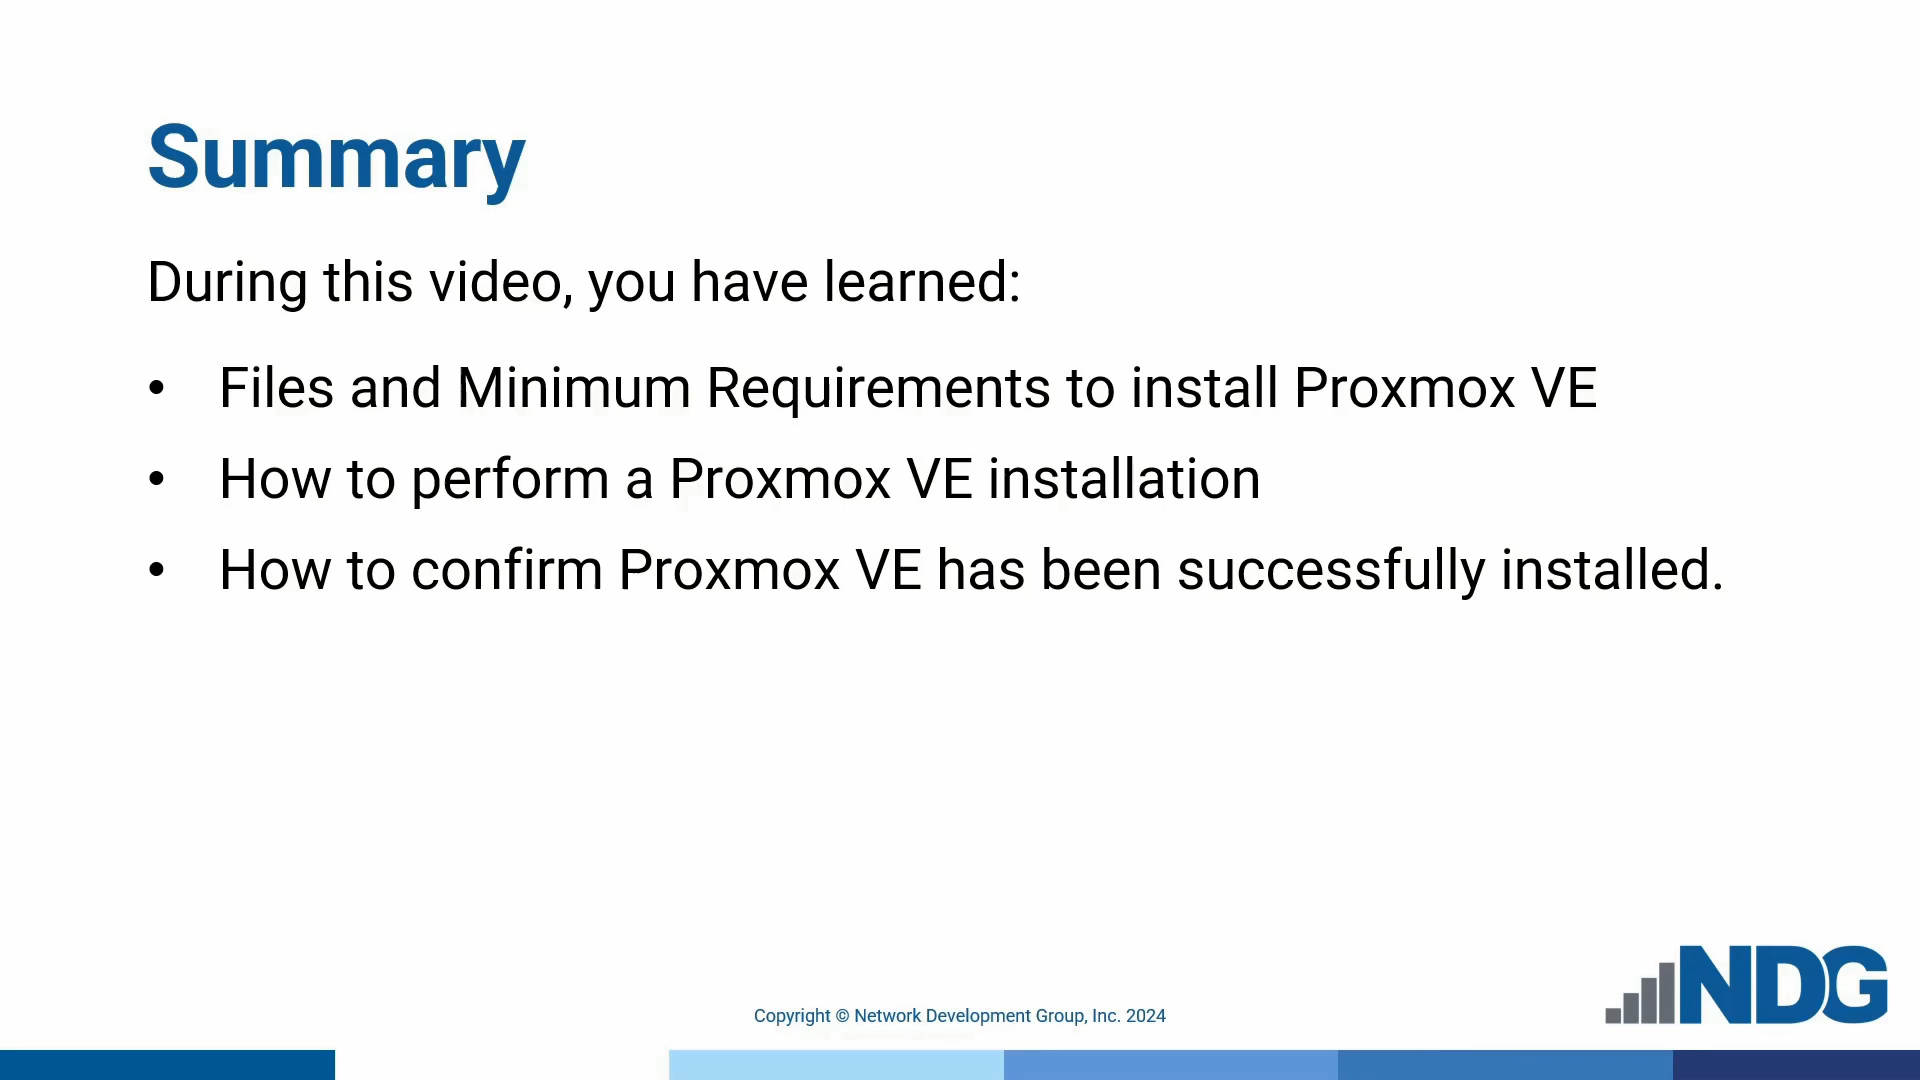 Summary
During this video, you have learned:
• Files and Minimum Requirements to install Proxmox VE
• How to perform a Proxmox VE installation
• How to confirm Proxmox VE has been successfully installed.
NDG
Copyright © Network Development Group, Inc. 2024